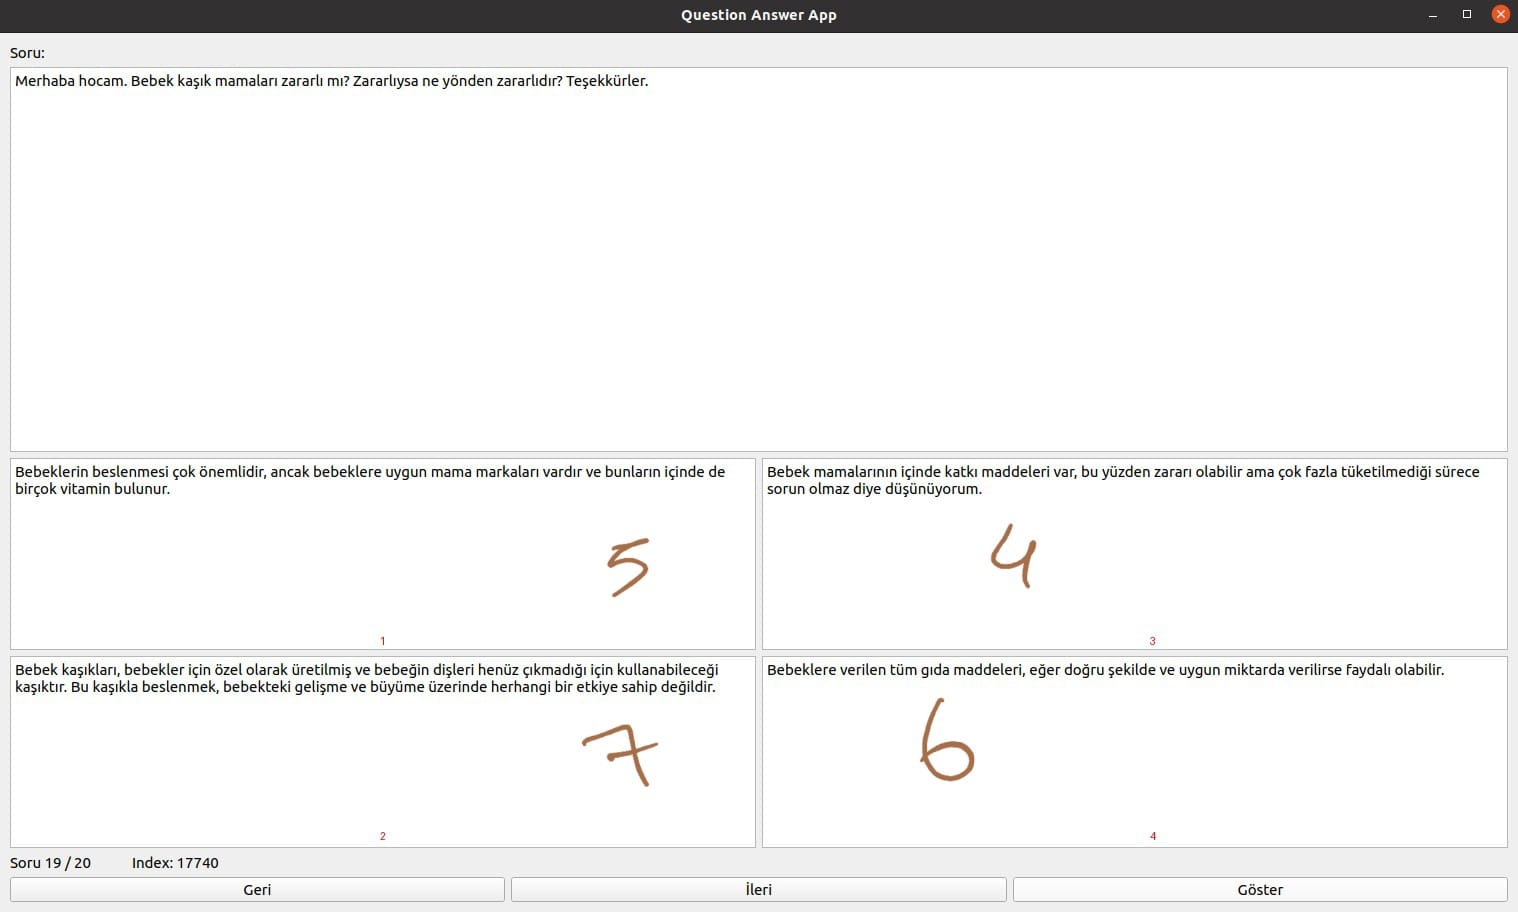 Question Answer App
Soru:
Merhaba hocam. Bebek kaşık mamaları zararlı mı? Zararlıysa ne yönden zararlıdır? Teşekkürler.
Bebeklerin beslenmesi çok önemlidir, ancak bebeklere uygun mama markaları vardır ve bunların içinde de
birçok vitamin bulunur.
5
1
Bebek mamalarının içinde katkı maddeleri var, bu yüzden zararı olabilir ama çok fazla tüketilmediği sürece
sorun olmaz diye düşünüyorum.
4
3
Bebek kaşıkları, bebekler için özel olarak üretilmiş ve bebeğin dişleri henüz çıkmadığı için kullanabileceği
kaşıktır. Bu kaşıkla beslenmek, bebekteki gelişme ve büyüme üzerinde herhangi bir etkiye sahip değildir.
7
2
Bebeklere verilen tüm gıda maddeleri, eğer doğru şekilde ve uygun miktarda verilirse faydalı olabilir.
6
4
Soru 19 / 20 Index: 17740
Geri İleri Göster